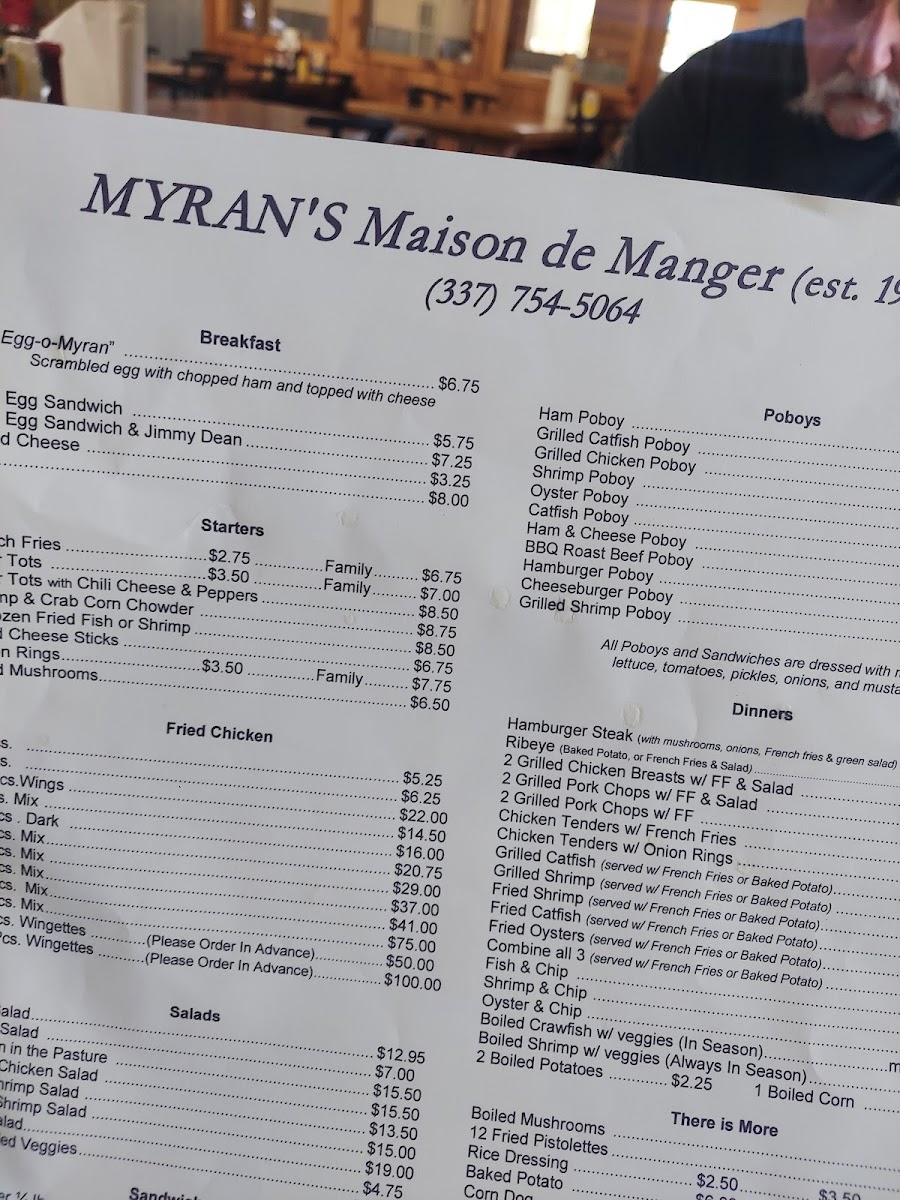 MYRAN'S Maison de Manger (est. 19
(337) 754-5064
Breakfast
Egg-o-Myran" $6.75
Scrambled egg with chopped ham and topped with cheese
Egg Sandwich $5.75
Egg Sandwich & Jimmy Dean $7.25
d Cheese $3.25
$8.00
Starters
ch Fries $2.75 Family $6.75
r Tots $3.50 Family $7.00
r Tots with Chili Cheese & Peppers $8.50
mp & Crab Corn Chowder $8.75
ozen Fried Fish or Shrimp $8.50
d Cheese Sticks $6.75
n Rings $3.50 Family $7.75
d Mushrooms $6.50
Fried Chicken
s. $5.25
s. $6.25
cs.Wings $22.00
s. Mix $14.50
cs . Dark $16.00
cs. Mix $20.75
cs. Mix $29.00
cs. Mix $37.00
cs. Mix $41.00
cs. Mix $75.00
cs. Wingettes (Please Order In Advance) $50.00
Pcs. Wingettes (Please Order In Advance) $100.00
Salads
Salad $12.95
Salad $7.00
n in the Pasture $15.50
Chicken Salad $15.50
hrimp Salad $13.50
Shrimp Salad $15.00
alad $19.00
ed Veggies $4.75
Sandwic
er ¼ lb
Poboys
Ham Poboy
Grilled Catfish Poboy
Grilled Chicken Poboy
Shrimp Poboy
Oyster Poboy
Catfish Poboy
Ham & Cheese Poboy
BBQ Roast Beef Poboy
Hamburger Poboy
Cheeseburger Poboy
Grilled Shrimp Poboy
All Poboys and Sandwiches are dressed with
lettuce, tomatoes, pickles, onions, and musta
Dinners
Hamburger Steak (with mushrooms, onions, French fries & green salad)
Ribeye (Baked Potato, or French Fries & Salad)
2 Grilled Chicken Breasts w/ FF & Salad
2 Grilled Pork Chops w/ FF & Salad
2 Grilled Pork Chops w/ FF
Chicken Tenders w/ French Fries
Chicken Tenders w/ Onion Rings
Grilled Catfish (served w/ French Fries or Baked Potato)
Grilled Shrimp (served w/ French Fries or Baked Potato)
Fried Shrimp (served w/ French Fries or Baked Potato)
Fried Catfish (served w/ French Fries or Baked Potato)
Fried Oysters (served w/ French Fries or Baked Potato)
Combine all 3 (served w/ French Fries or Baked Potato)
Fish & Chip
Shrimp & Chip
Oyster & Chip
Boiled Crawfish w/ veggies (In Season) m
Boiled Shrimp w/ veggies (Always In Season)
2 Boiled Potatoes $2.25 1 Boiled Corn
There is More
Boiled Mushrooms
12 Fried Pistolettes
Rice Dressing $2.50 $3.50
Baked Potato
Corn Dog